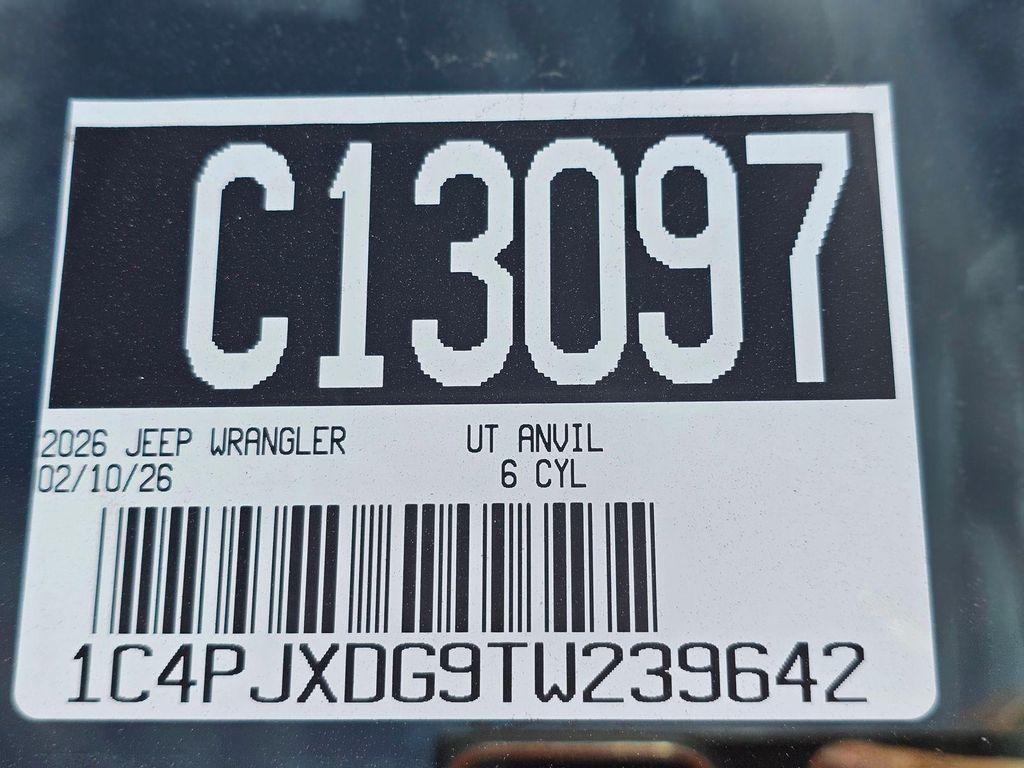 C13097
2026 JEEP WRANGLER UT ANVIL
02/10/26 6 CYL
1C4PJXDG9TW239642